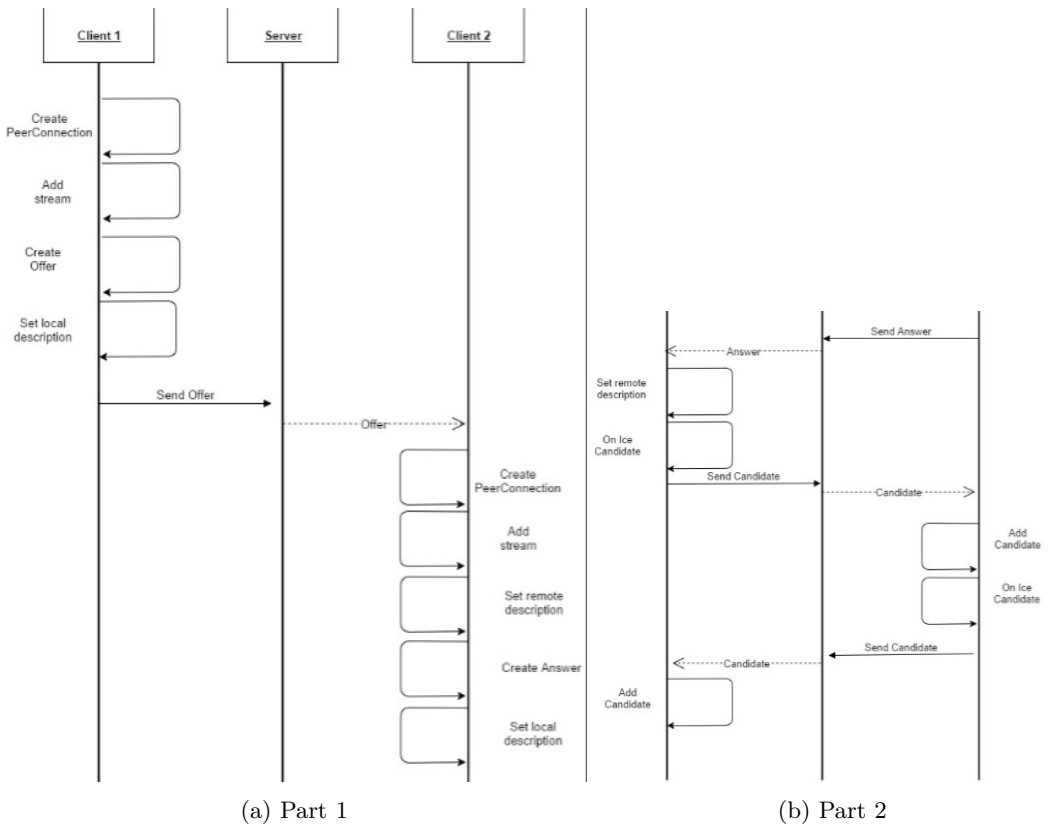 Client 1
Server
Client 2
Create
PeerConnection
Add
stream
Create
Offer
Set local
description
Send Offer
Offer
Create
PeerConnection
Add
stream
Set remote
description
Create Answer
Set local
description
(a) Part 1
Send Answer
Answer
Set remote
description
On Ice
Candidate
Send Candidate
Candidate
Add
Candidate
On Ice
Candidate
Send Candidate
Candidate
Add
Candidate
(b) Part 2